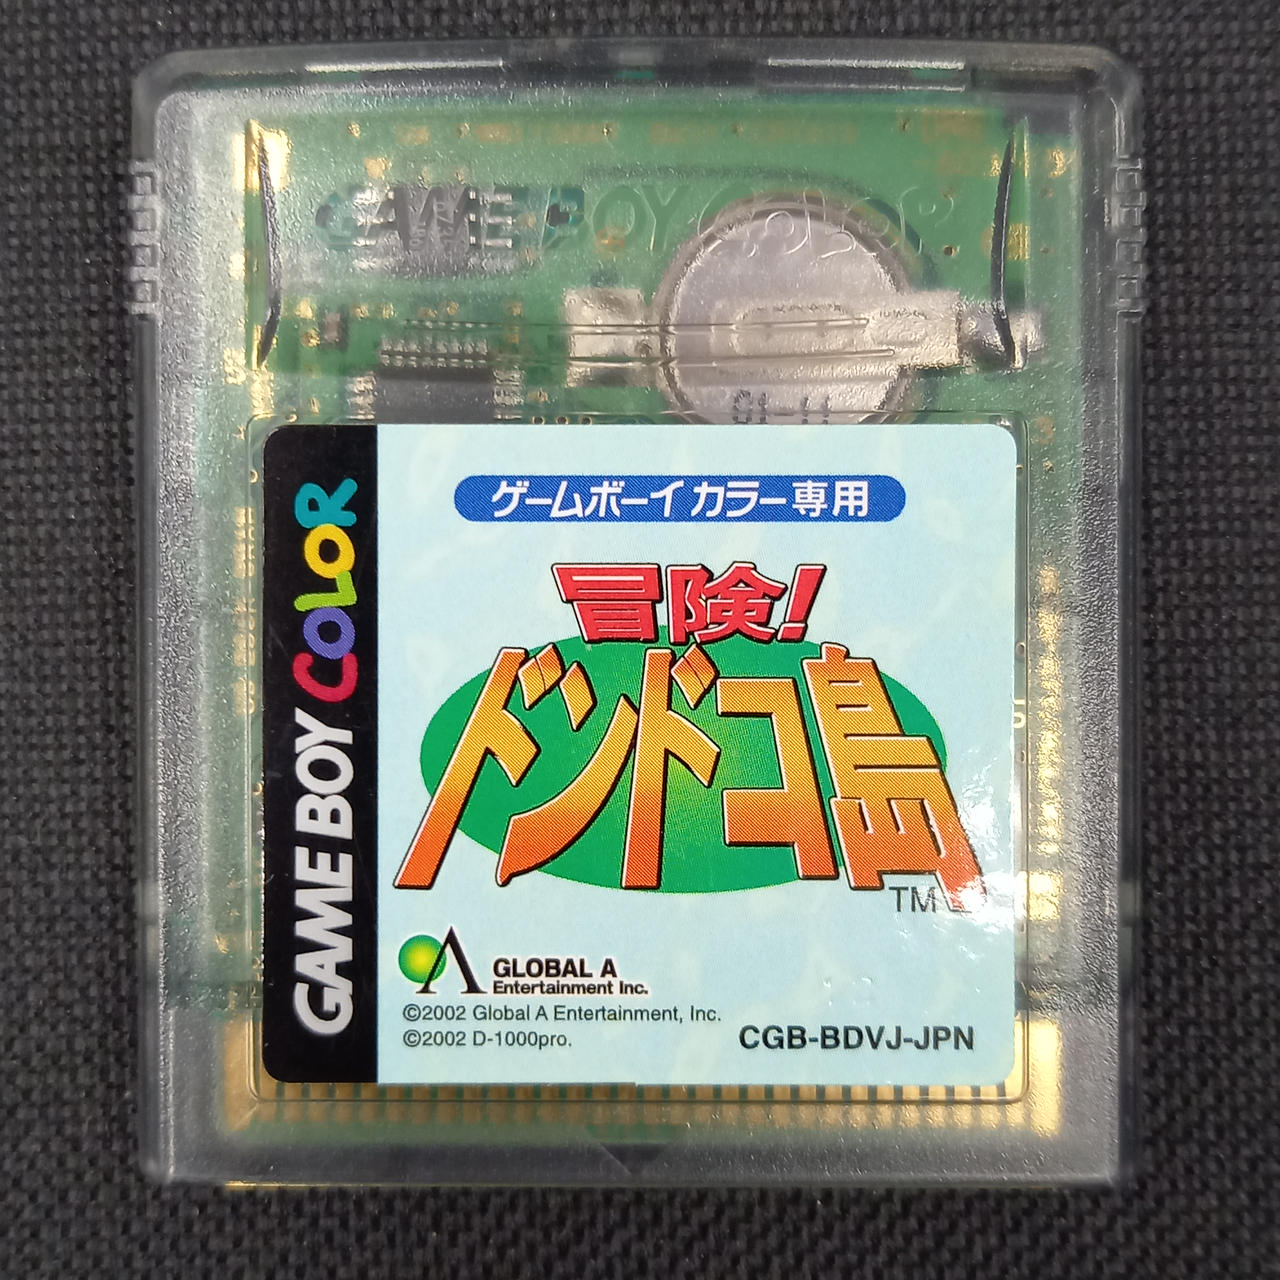 GAME BOY COLOR
GAME BOY COLOR
ゲームボーイカラー専用
冒険!
ドンドコ島
TM
GLOBAL A
Entertainment Inc.
©2002 Global A Entertainment, Inc.
©2002 D-1000pro.
CGB-BDVJ-JPN